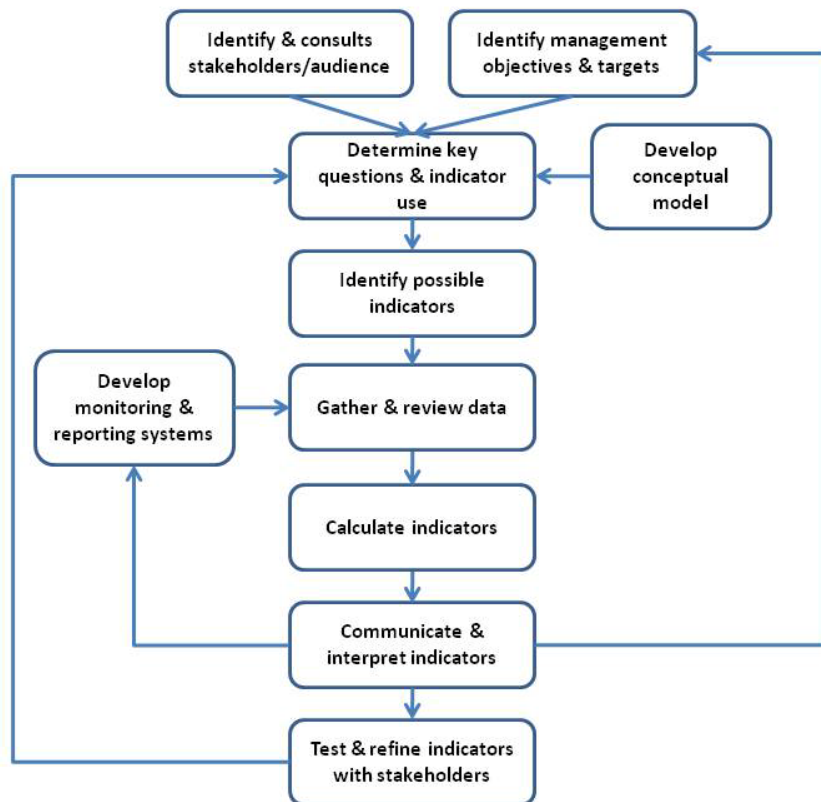 Identify & consults
stakeholders/audience
Identify management
objectives & targets
Determine key
questions & indicator
use
Develop
conceptual
model
Identify possible
indicators
Develop
monitoring &
reporting systems
Gather & review data
Calculate indicators
Communicate &
interpret indicators
Test & refine indicators
with stakeholders